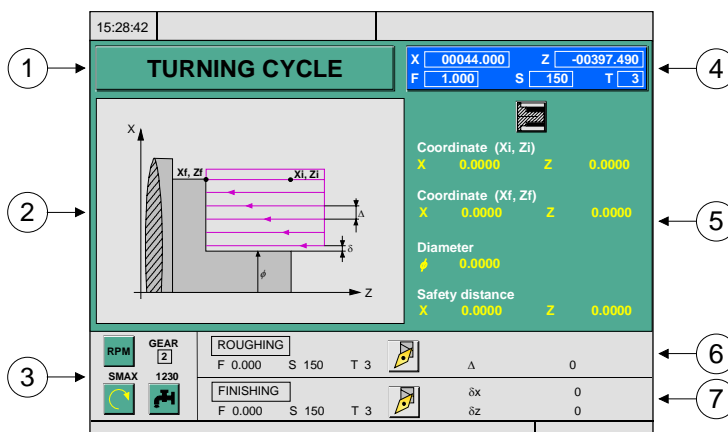 15:28:42
1
TURNING CYCLE
X 00044.000 Z -00397.490
F 1.000 S 150 T 3
4
X
Xf, Zf
Xi, Zi
Δ
δ
ϕ
Z
2
Coordinate (Xi, Zi)
X 0.0000 Z 0.0000
Coordinate (Xf, Zf)
X 0.0000 Z 0.0000
Diameter
ϕ 0.0000
Safety distance
X 0.0000 Z 0.0000
5
3
RPM
GEAR
2
SMAX 1230
ROUGHING
F 0.000 S 150 T 3 Δ 0
6
FINISHING
δx 0
F 0.000 S 150 T 3 δz 0
7